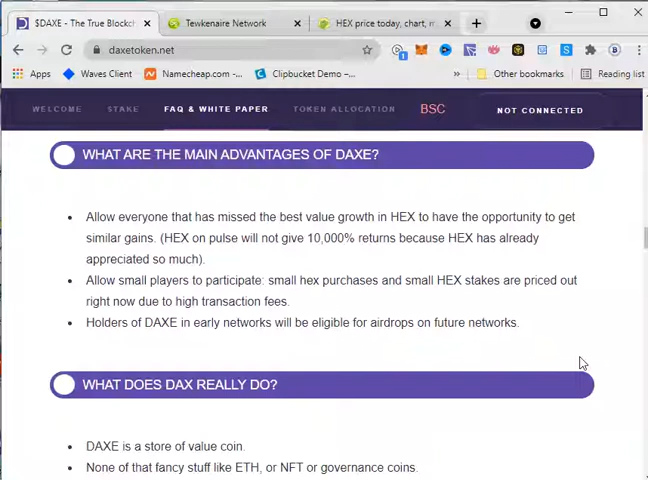 $DAXE - The True Blockch
Tewkenaire Network
HEX price today, chart, m
daxetoken.net
Apps
Waves Client
Namecheap.com -...
Clipbucket Demo –...
»
Other bookmarks
Reading list
WELCOME
STAKE
FAQ & WHITE PAPER
TOKEN ALLOCATION
BSC
NOT CONNECTED
WHAT ARE THE MAIN ADVANTAGES OF DAXE?
• Allow everyone that has missed the best value growth in HEX to have the opportunity to get
similar gains. (HEX on pulse will not give 10,000% returns because HEX has already
appreciated so much).
• Allow small players to participate: small hex purchases and small HEX stakes are priced out
right now due to high transaction fees.
• Holders of DAXE in early networks will be eligible for airdrops on future networks.
WHAT DOES DAX REALLY DO?
• DAXE is a store of value coin.
• None of that fancy stuff like ETH, or NFT or governance coins.